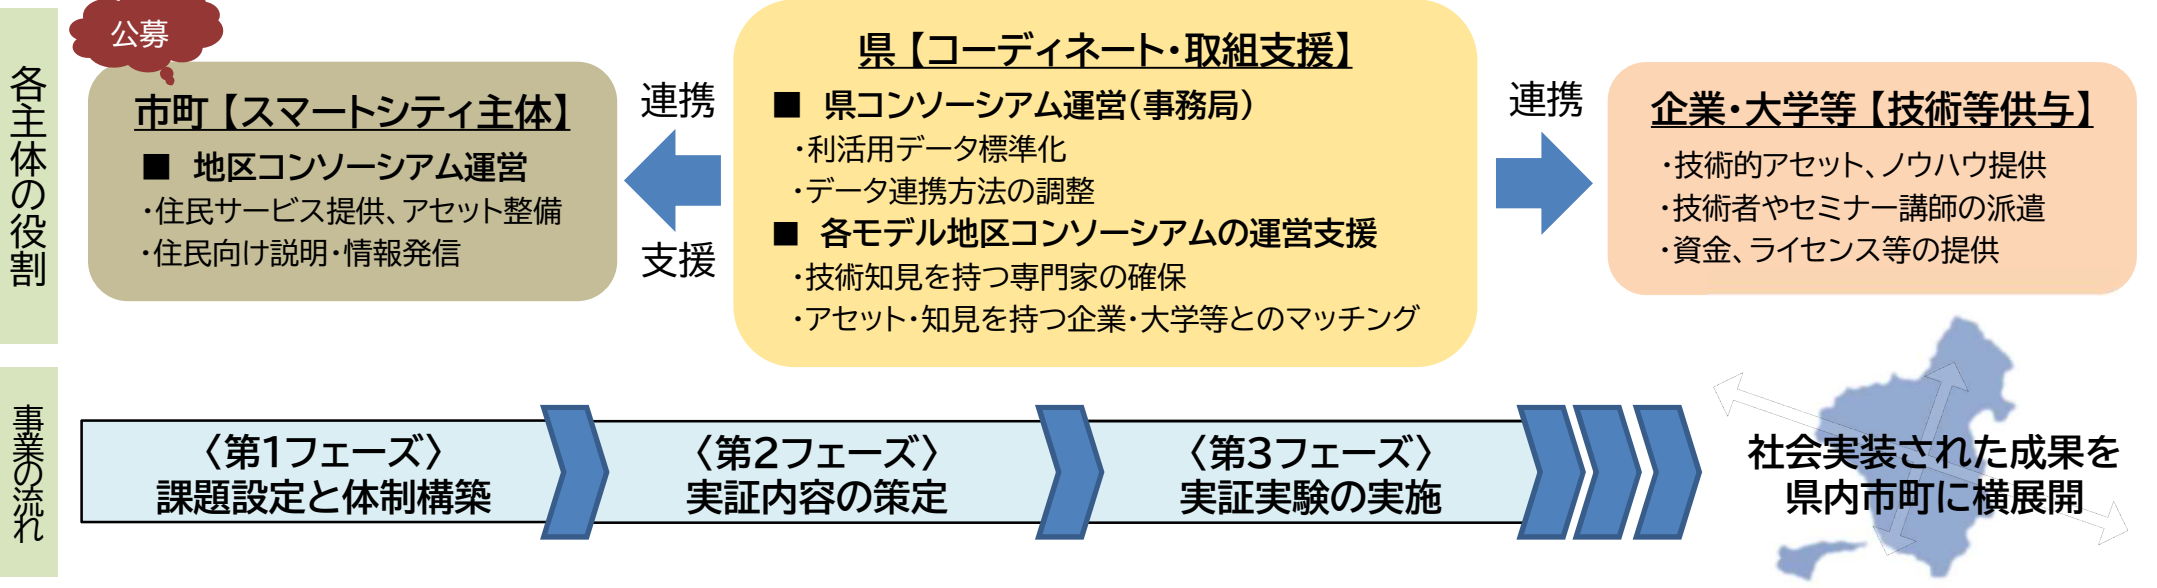 各主体の役割
公募
市町【スマートシティ主体】
■ 地区コンソーシアム運営
・住民サービス提供、アセット整備
・住民向け説明・情報発信
連携
支援
県【コーディネート・取組支援】
■ 県コンソーシアム運営(事務局)
・利活用データ標準化
・データ連携方法の調整
■ 各モデル地区コンソーシアムの運営支援
・技術知見を持つ専門家の確保
・アセット・知見を持つ企業・大学等とのマッチング
連携
企業・大学等【技術等供与】
・技術的アセット、ノウハウ提供
・技術者やセミナー講師の派遣
・資金、ライセンス等の提供
事業の流れ
〈第1フェーズ〉
課題設定と体制構築
〈第2フェーズ〉
実証内容の策定
〈第3フェーズ〉
実証実験の実施
社会実装された成果を
県内市町に横展開